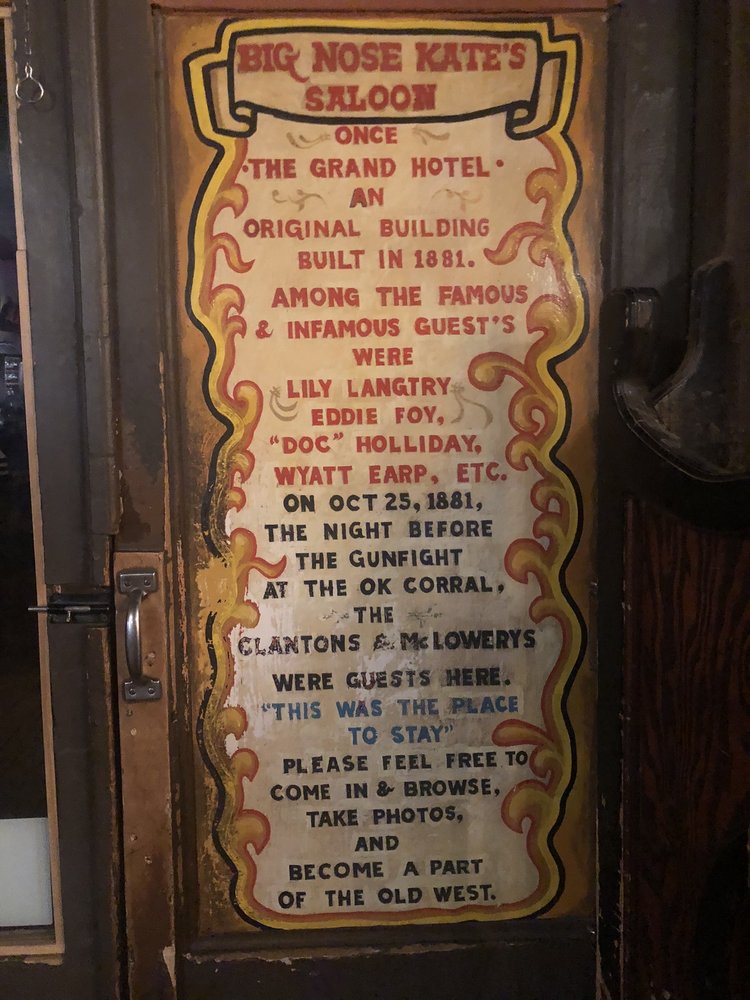 BIG NOSE KATE'S
SALOON
ONCE
·THE GRAND HOTEL·
AN
ORIGINAL BUILDING
BUILT IN 1881.
AMONG THE FAMOUS
& INFAMOUS GUEST'S
WERE
LILY LANGTRY
EDDIE FOY,
"DOC" HOLLIDAY,
WYATT EARP, ETC.
ON OCT 25, 1881,
THE NIGHT BEFORE
THE GUNFIGHT
AT THE OK CORRAL,
THE
CLANTONS & McLOWERYS
WERE GUESTS HERE.
"THIS WAS THE PLACE
TO STAY"
PLEASE FEEL FREE TO
COME IN & BROWSE,
TAKE PHOTOS,
AND
BECOME A PART
OF THE OLD WEST.